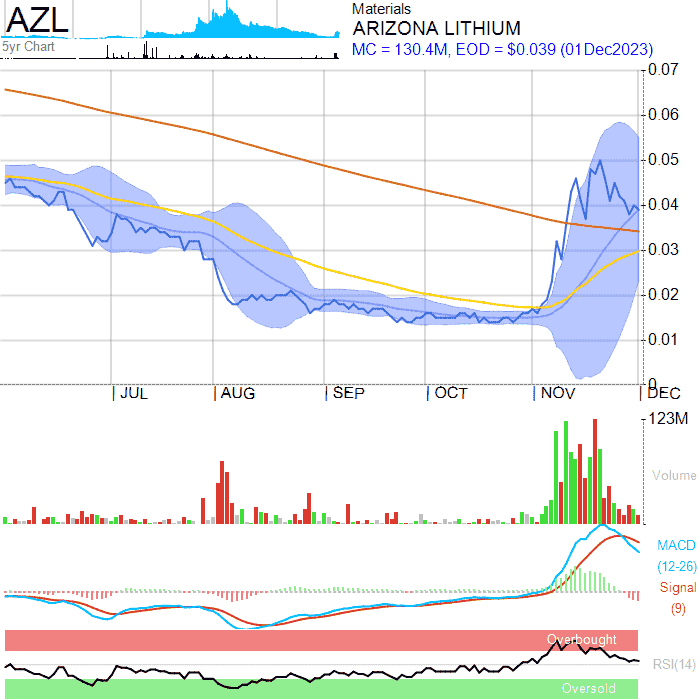 AZL
5yr Chart
Materials
ARIZONA LITHIUM
MC = 130.4M, EOD = $0.039 (01Dec2023)
0.07
0.06
0.05
0.04
0.03
0.02
0.01
0
JUL AUG SEP OCT NOV DEC
123M
Volume
MACD
(12-26)
Signal
(9)
Overbought
RSI(14)
Oversold